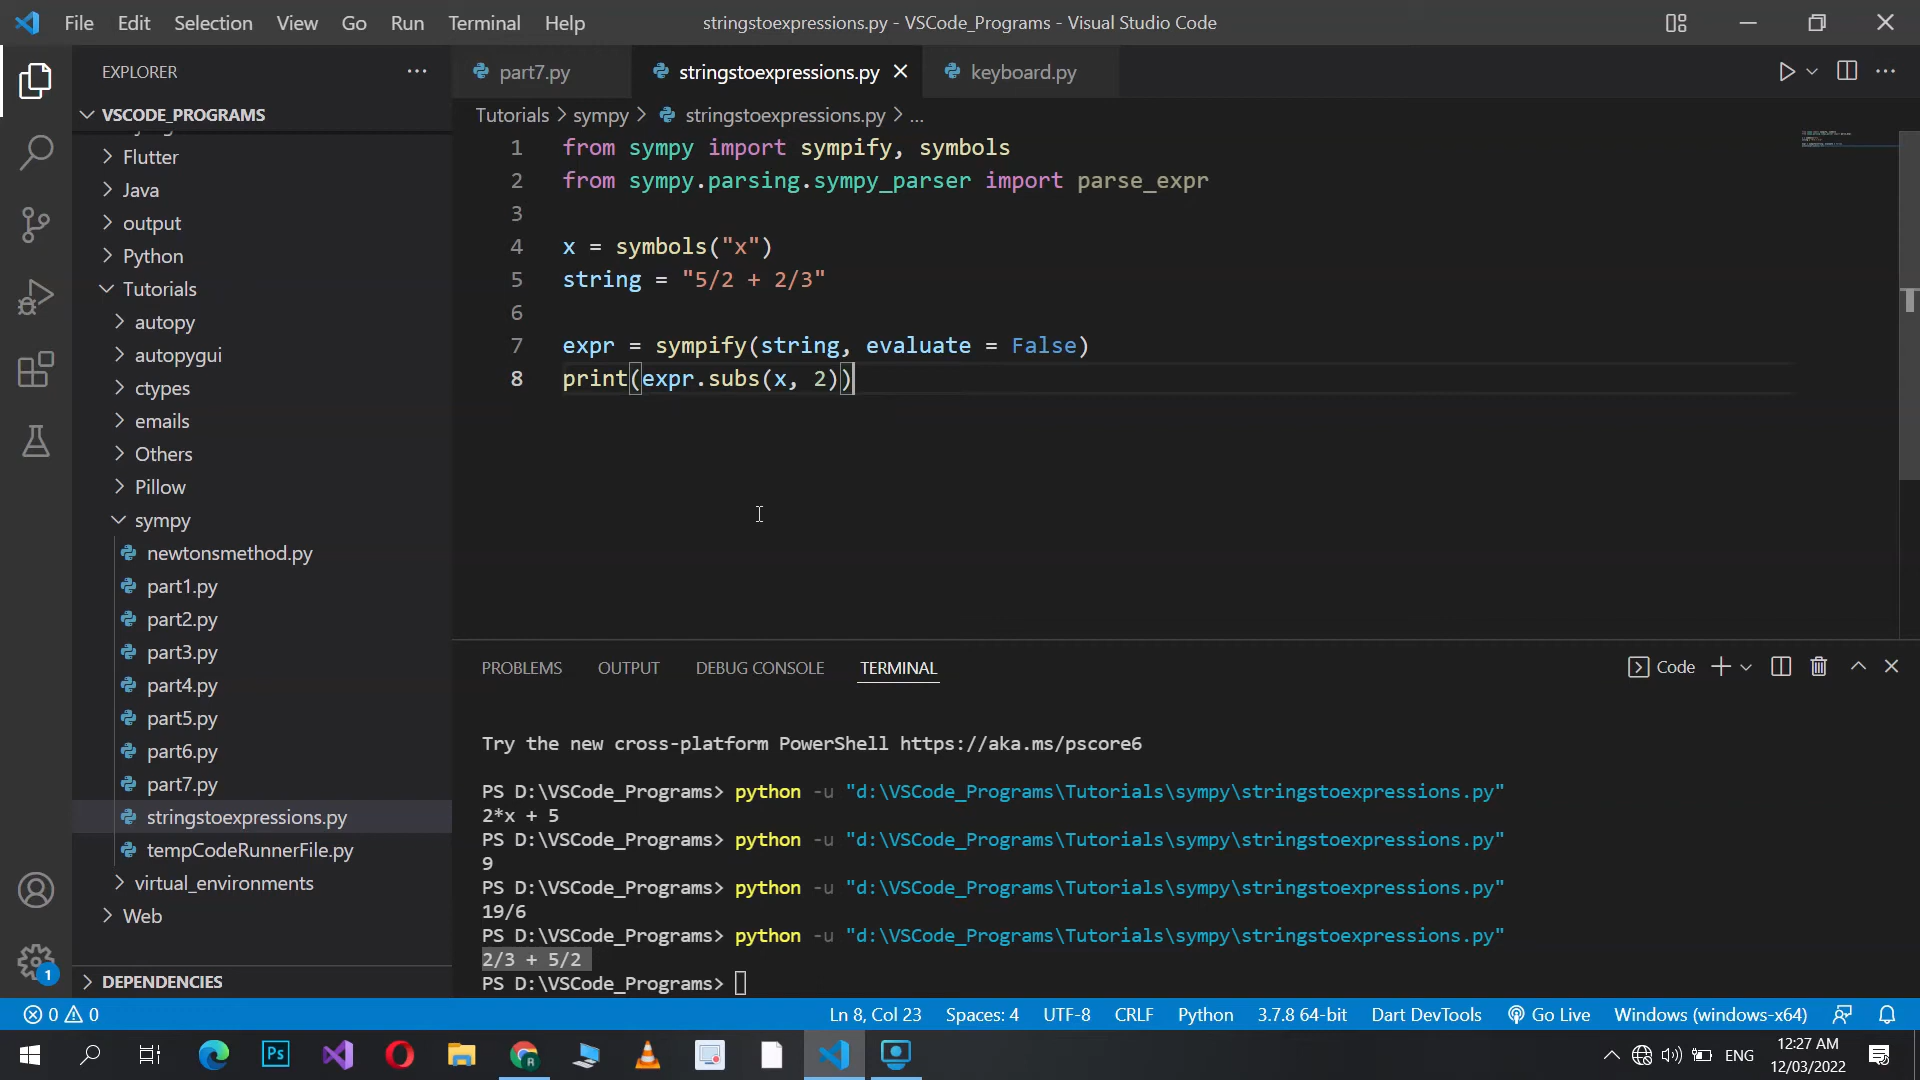 File Edit Selection View Go Run Terminal Help
stringstoexpressions.py - VSCode_Programs - Visual Studio Code
EXPLORER
VSCODE_PROGRAMS
Flutter
Java
output
Python
Tutorials
autopy
autopygui
ctypes
emails
Others
Pillow
sympy
newtonsmethod.py
part1.py
part2.py
part3.py
part4.py
part5.py
part6.py
part7.py
stringstoexpressions.py
tempCodeRunnerFile.py
virtual_environments
Web
DEPENDENCIES
part7.py stringstoexpressions.py keyboard.py
Tutorials > sympy > stringstoexpressions.py > ...
1 from sympy import sympify, symbols
2 from sympy.parsing.sympy_parser import parse_expr
3
4 x = symbols("x")
5 string = "5/2 + 2/3"
6
7 expr = sympify(string, evaluate = False)
8 print(expr.subs(x, 2))
PROBLEMS OUTPUT DEBUG CONSOLE TERMINAL
Code
Try the new cross-platform PowerShell https://aka.ms/pscore6
PS D:\VSCode_Programs> python -u "d:\VSCode_Programs\Tutorials\sympy\stringstoexpressions.py"
2*x + 5
PS D:\VSCode_Programs> python -u "d:\VSCode_Programs\Tutorials\sympy\stringstoexpressions.py"
9
PS D:\VSCode_Programs> python -u "d:\VSCode_Programs\Tutorials\sympy\stringstoexpressions.py"
19/6
PS D:\VSCode_Programs> python -u "d:\VSCode_Programs\Tutorials\sympy\stringstoexpressions.py"
2/3 + 5/2
PS D:\VSCode_Programs>
1
0 0 Ln 8, Col 23 Spaces: 4 UTF-8 CRLF Python 3.7.8 64-bit Dart DevTools Go Live Windows (windows-x64)
Ps
R
ENG
12:27 AM
12/03/2022